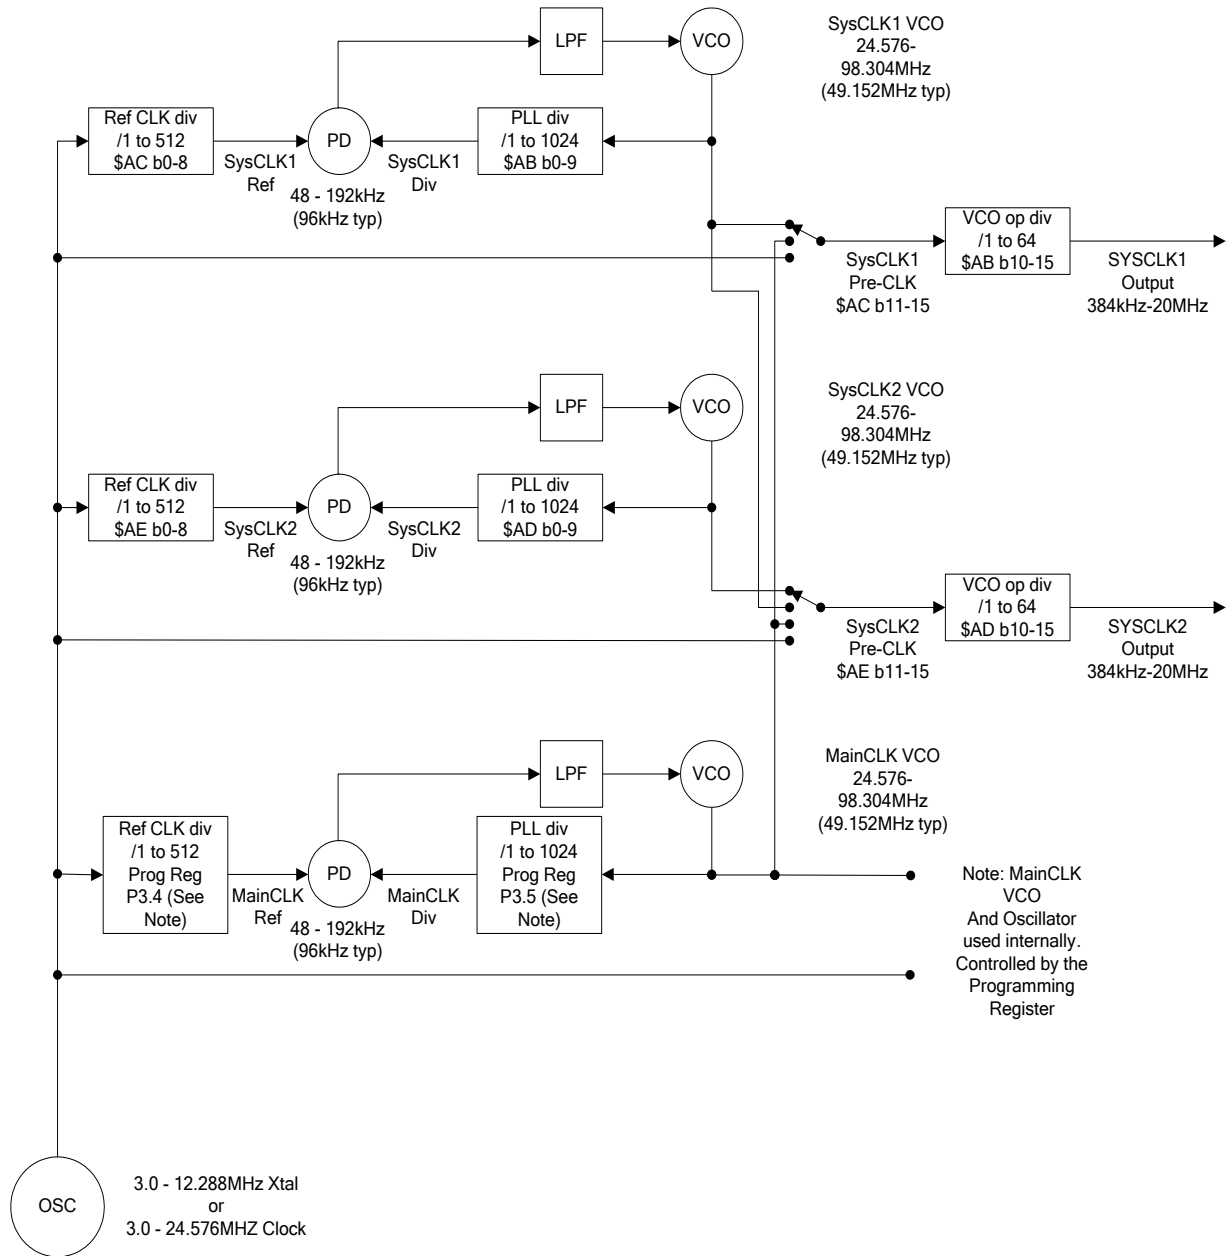 LPF
VCO
SysCLK1 VCO
24.576-
98.304MHz
(49.152MHz typ)
Ref CLK div
/1 to 512
$AC b0-8
SysCLK1
Ref
PD
48 - 192kHz
(96kHz typ)
SysCLK1
Div
PLL div
/1 to 1024
$AB b0-9
SysCLK1
Pre-CLK
$AC b11-15
VCO op div
/1 to 64
$AB b10-15
SYSCLK1
Output
384kHz-20MHz
LPF
VCO
SysCLK2 VCO
24.576-
98.304MHz
(49.152MHz typ)
Ref CLK div
/1 to 512
$AE b0-8
SysCLK2
Ref
PD
48 - 192kHz
(96kHz typ)
SysCLK2
Div
PLL div
/1 to 1024
$AD b0-9
SysCLK2
Pre-CLK
$AE b11-15
VCO op div
/1 to 64
$AD b10-15
SYSCLK2
Output
384kHz-20MHz
LPF
VCO
MainCLK VCO
24.576-
98.304MHz
(49.152MHz typ)
Ref CLK div
/1 to 512
Prog Reg
P3.4 (See
Note)
MainCLK
Ref
PD
48 - 192kHz
(96kHz typ)
MainCLK
Div
PLL div
/1 to 1024
Prog Reg
P3.5 (See
Note)
Note: MainCLK
VCO
And Oscillator
used internally.
Controlled by the
Programming
Register
OSC
3.0 - 12.288MHz Xtal
or
3.0 - 24.576MHZ Clock